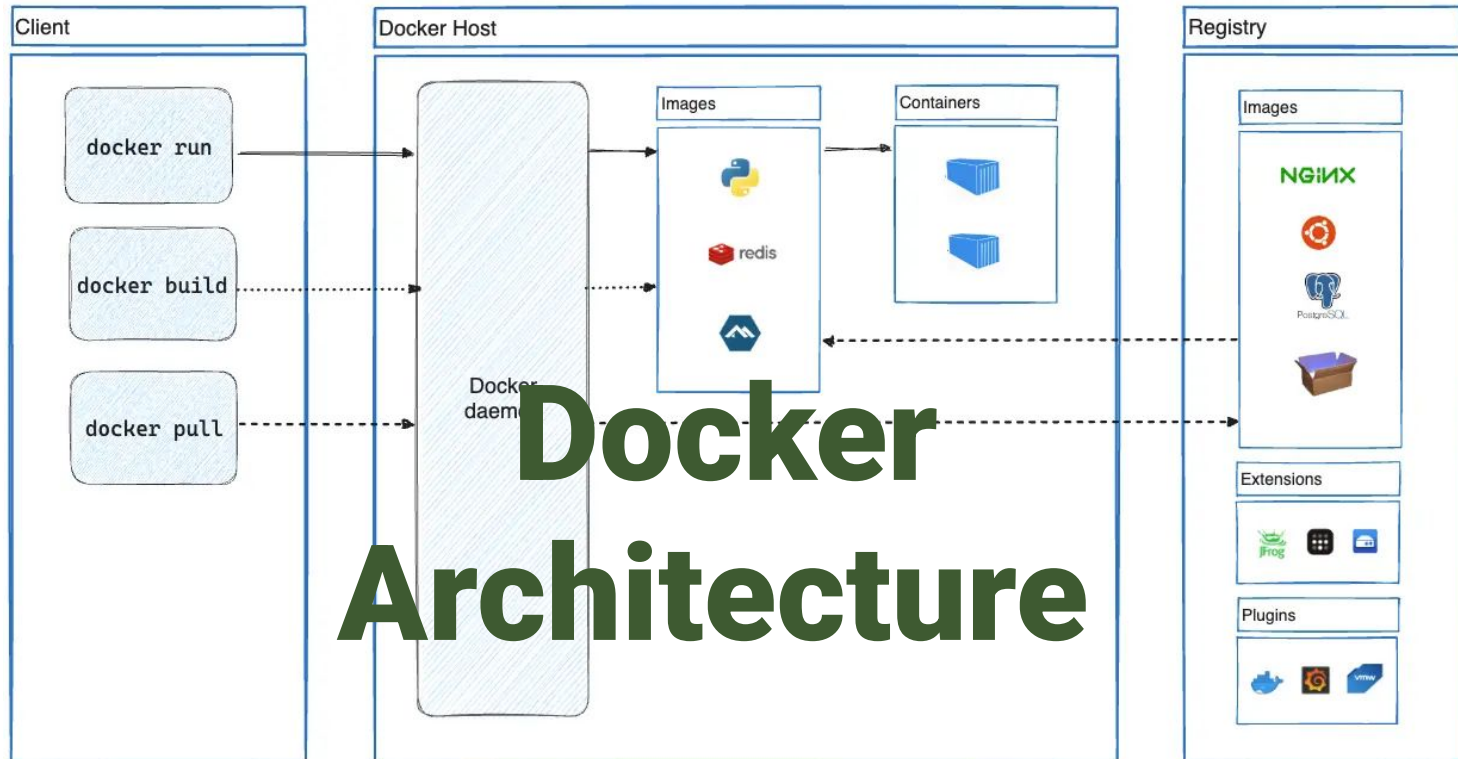 Client
docker run
docker build
docker pull
Docker Host
Docker
Images
redis
Containers
Docker
Architecture
Registry
Images
NGINX
PostgreSQL
Extensions
JFrog
Plugins
vmw